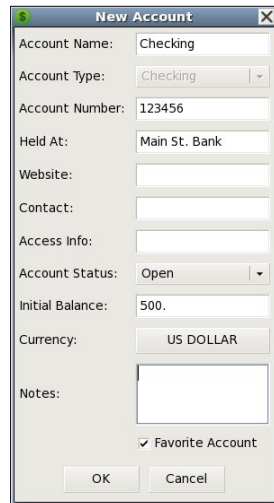 $ New Account X
Account Name: Checking
Account Type: Checking
Account Number: 123456
Held At: Main St. Bank
Website:
Contact:
Access Info:
Account Status: Open
Initial Balance: 500.
Currency: US DOLLAR
Notes:
Favorite Account
OK Cancel